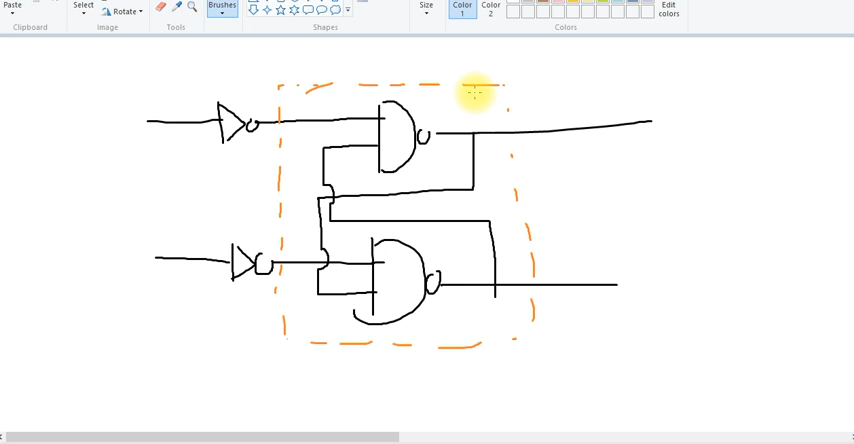 Paste
Select
Rotate
Brushes
Size
Color
1
Color
2
Edit
colors
Clipboard
Image
Tools
Shapes
Colors